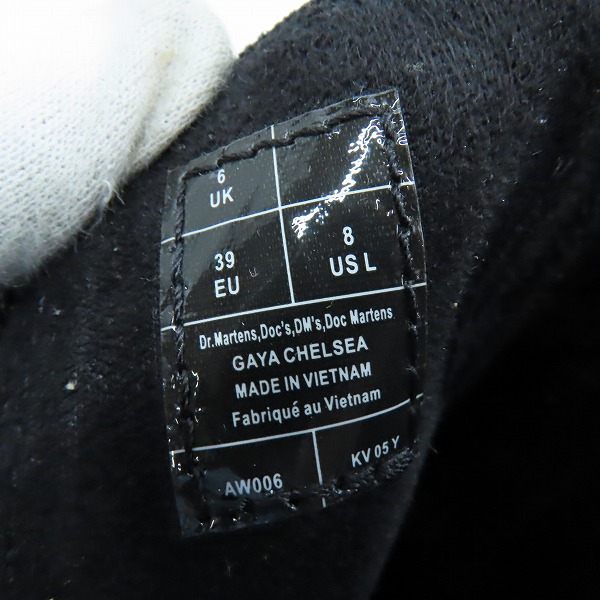 6
UK
39
EU
8
US L
Dr.Martens,Doc's,DM's,Doc Martens
GAYA CHELSEA
MADE IN VIETNAM
Fabriqué au Vietnam
AW006
KV 05 Y